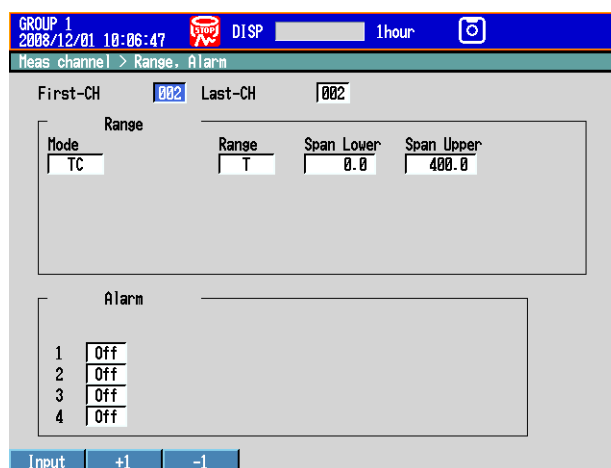 GROUP 1
2008/12/01 10:06:47 STOP DISP 1hour
Meas channel > Range, Alarm
First-CH 002 Last-CH 002
Range
Mode Range Span Lower Span Upper
TC T 0.0 400.0
Alarm
1 Off
2 Off
3 Off
4 Off
Input +1 -1